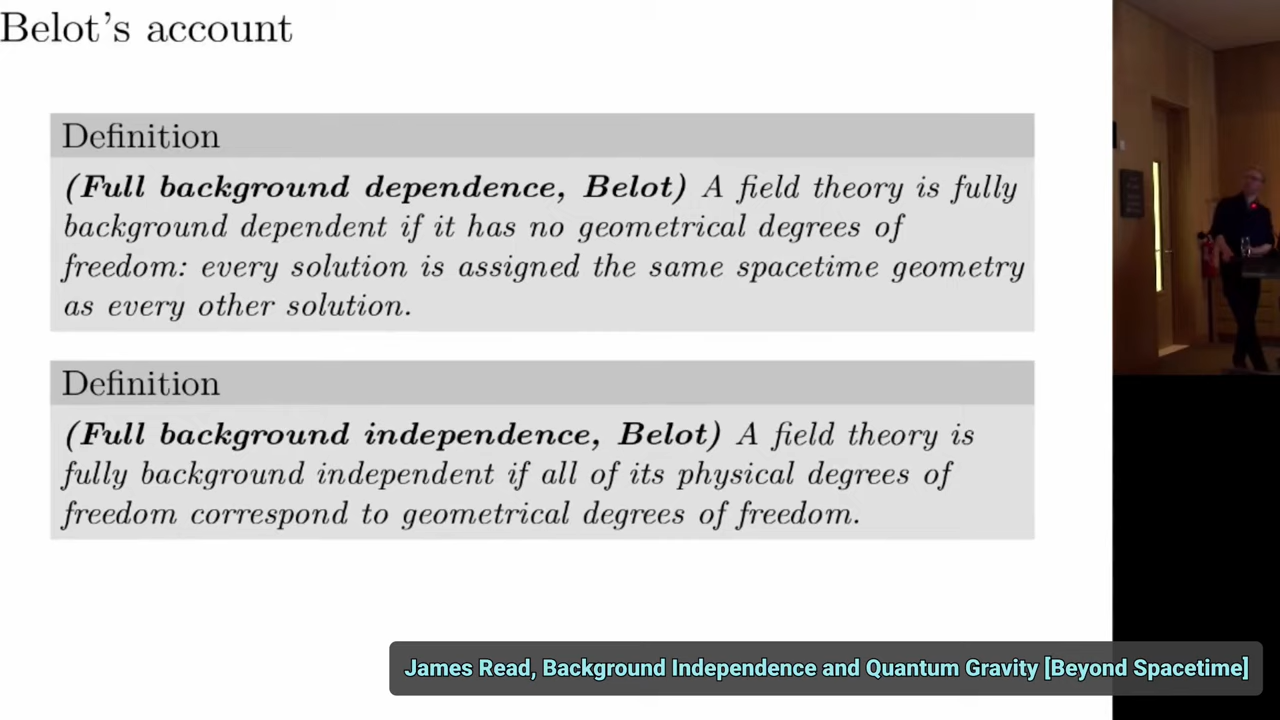 Belot's account
Definition
(Full background dependence, Belot) A field theory is fully
background dependent if it has no geometrical degrees of
freedom: every solution is assigned the same spacetime geometry
as every other solution.
Definition
(Full background independence, Belot) A field theory is
fully background independent if all of its physical degrees of
freedom correspond to geometrical degrees of freedom.
James Read, Background Independence and Quantum Gravity [Beyond Spacetime]